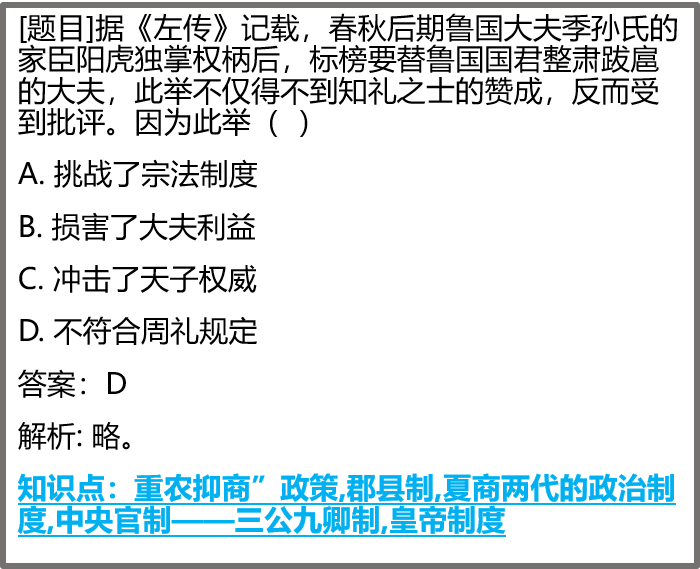 [题目]据《左传》记载，春秋后期鲁国大夫季孙氏的
家臣阳虎独掌权柄后，标榜要替鲁国国君整肃跋扈
的大夫，此举不仅得不到知礼之士的赞成，反而受
到批评。因为此举（  ）
A. 挑战了宗法制度
B. 损害了大夫利益
C. 冲击了天子权威
D. 不符合周礼规定
答案：D
解析: 略。
知识点：重农抑商”政策,郡县制,夏商两代的政治制
度,中央官制——三公九卿制,皇帝制度